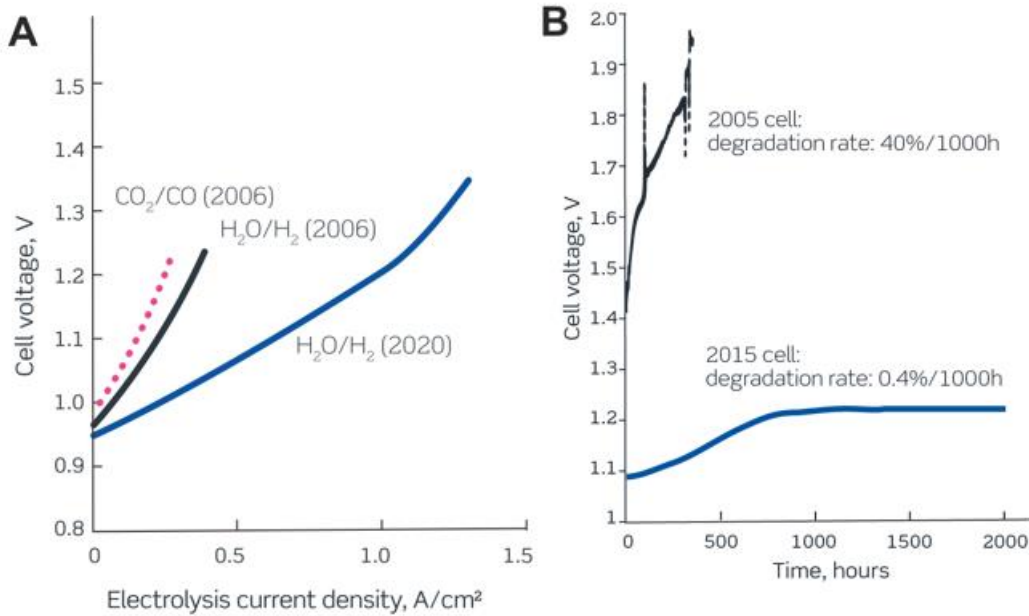 A
1.5
1.4
1.3
1.2
1.1
1.0
0.9
0.8
Cell voltage, V
CO₂/CO (2006)
H₂O/H₂ (2006)
H₂O/H₂ (2020)
0
0.5
1.0
1.5
Electrolysis current density, A/cm²
B
2.0
1.9
1.8
1.7
1.6
1.5
1.4
1.3
1.2
1.1
1
Cell voltage, V
2005 cell:
degradation rate: 40%/1000h
2015 cell:
degradation rate: 0.4%/1000h
0
500
1000
1500
2000
Time, hours